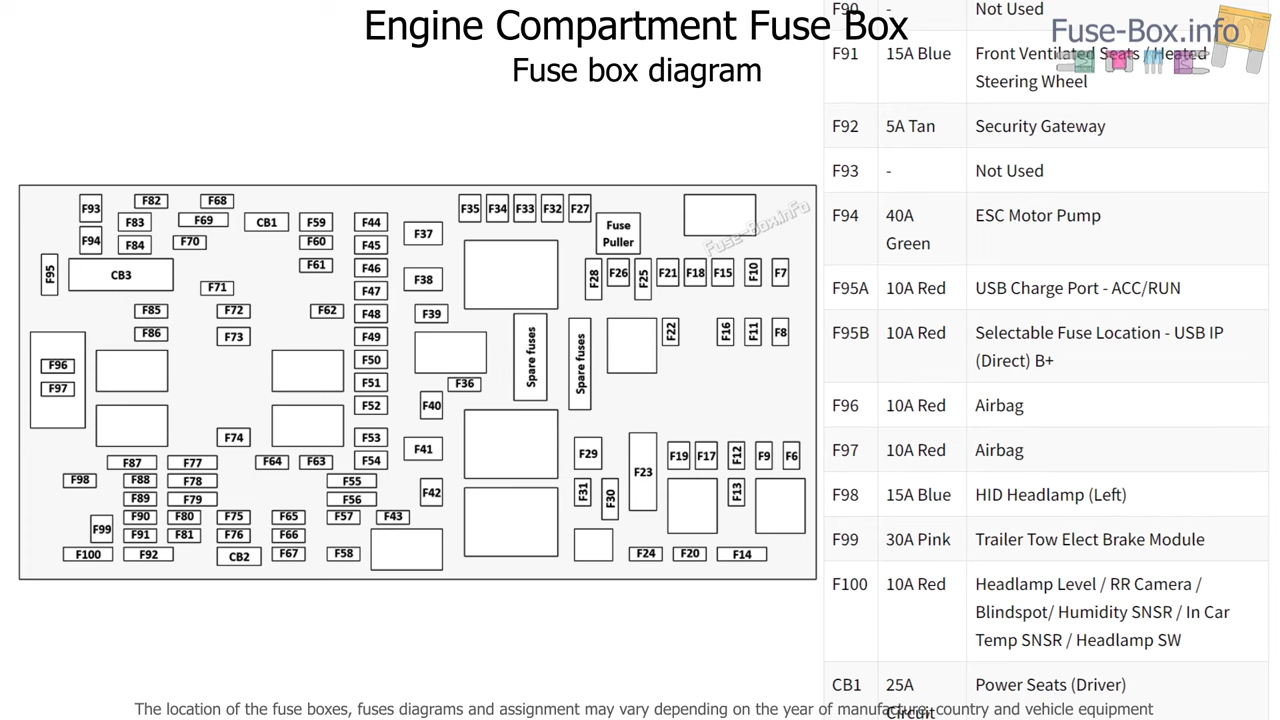 Engine Compartment Fuse Box
Fuse box diagram
Fuse-Box.info
F93 F82 F68 F35 F34 F33 F32 F27
F83 F69 CB1 F59 F44 F37 Fuse Puller
F94 F84 F70 F60 F45
F95 CB3 F61 F46 F38 F28 F26 F25 F21 F18 F15 F10 F7
F71 F47
F85 F72 F62 F48 F39
F86 F73 F49 Spare fuses Spare fuses F22 F16 F11 F8
F96 F50
F97 F51 F36
F52 F40
F74 F53 F41 F29 F23 F19 F17 F12 F9 F6
F87 F77 F64 F63 F54
F98 F88 F78 F55 F42 F31 F30 F13
F89 F79 F56
F99 F90 F80 F75 F65 F57 F43
F91 F81 F76 F66
F100 F92 CB2 F67 F58 F24 F20 F14
Fuse-Box.info
F90 - Not Used
F91 15A Blue Front Ventilated Seats / Heated
Steering Wheel
F92 5A Tan Security Gateway
F93 - Not Used
F94 40A ESC Motor Pump
Green
F95A 10A Red USB Charge Port - ACC/RUN
F95B 10A Red Selectable Fuse Location - USB IP
(Direct) B+
F96 10A Red Airbag
F97 10A Red Airbag
F98 15A Blue HID Headlamp (Left)
F99 30A Pink Trailer Tow Elect Brake Module
F100 10A Red Headlamp Level / RR Camera /
Blindspot/ Humidity SNSR / In Car
Temp SNSR / Headlamp SW
CB1 25A Power Seats (Driver)
Circuit
The location of the fuse boxes, fuses diagrams and assignment may vary depending on the year of manufacture, country and vehicle equipment